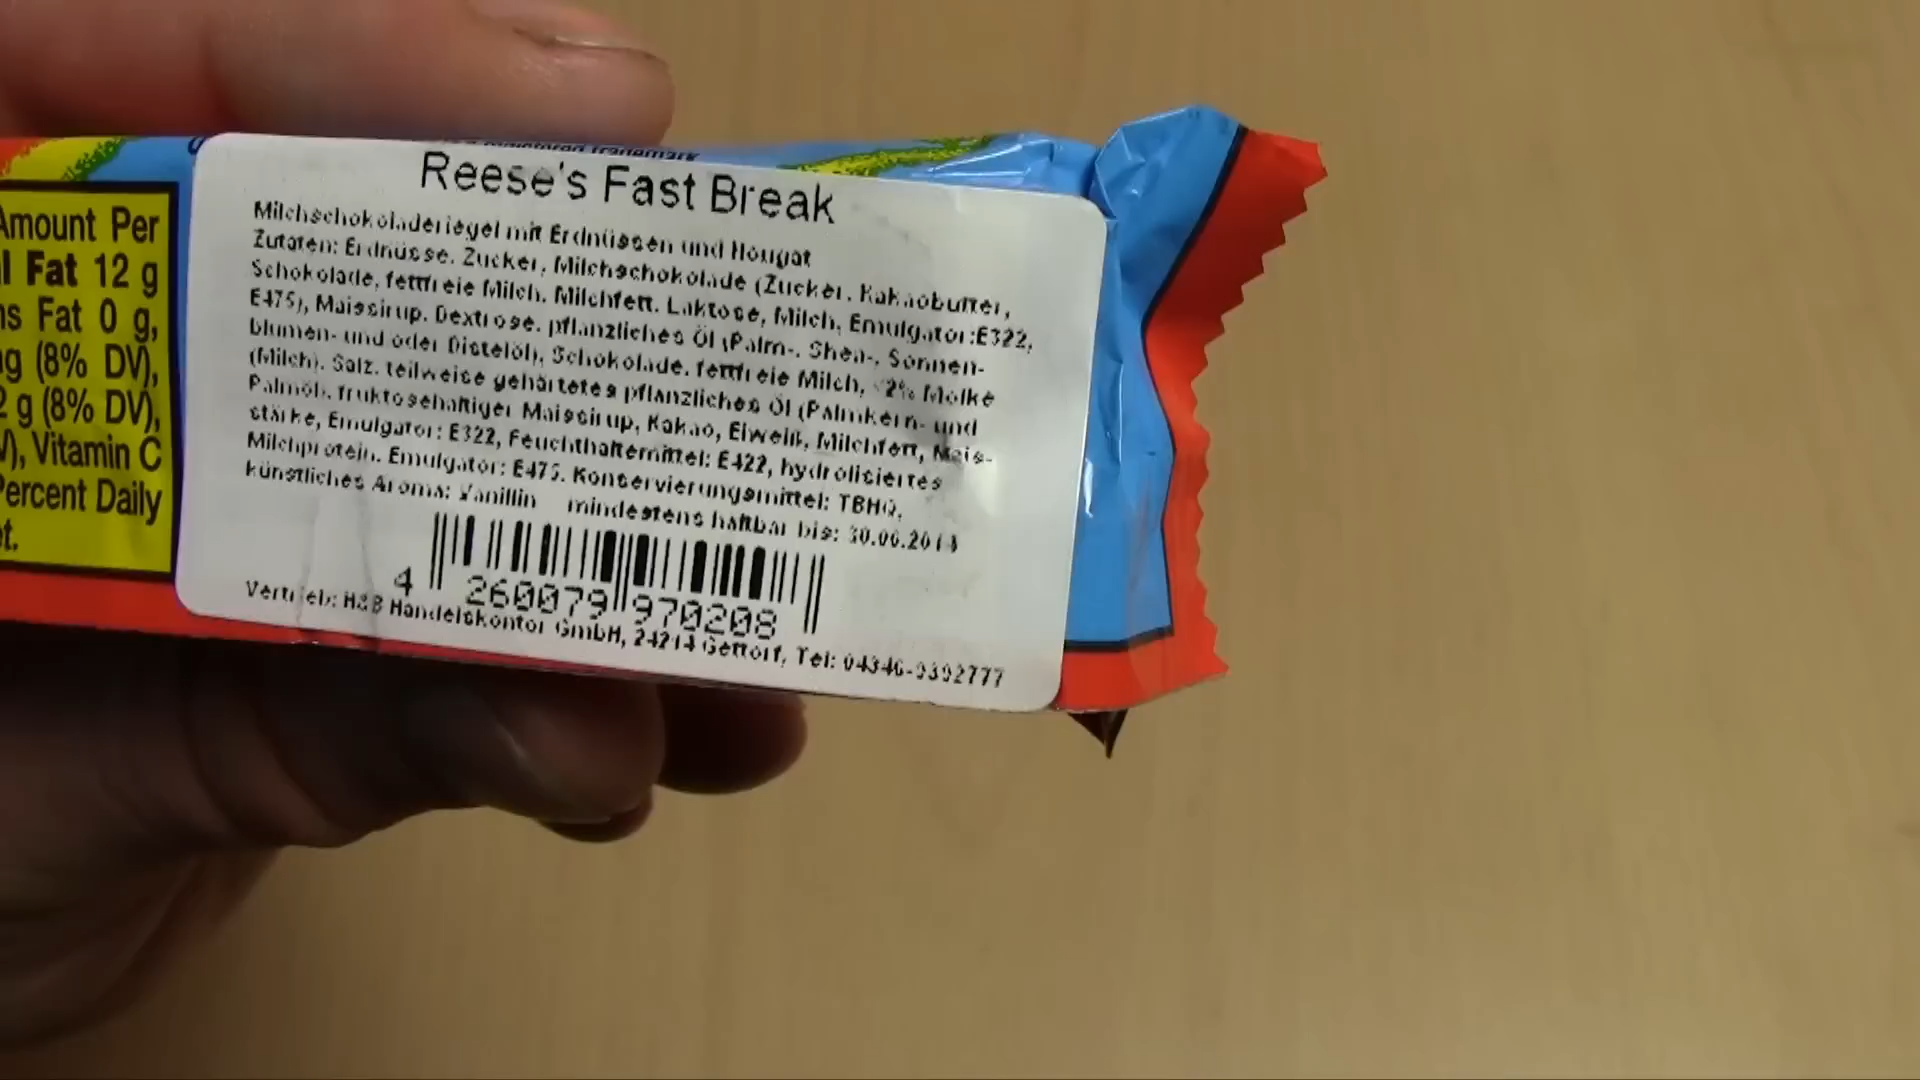 registered trademark
Amount Per
l Fat 12 g
ns Fat 0 g,
g (8% DV),
2 g (8% DV),
), Vitamin C
Percent Daily
et.
Reese's Fast Break
Milchschokoladeriegel mit Erdnüssen und Nougat
Zutaten: Erdnüsse, Zucker, Milchschokolade (Zucker, Kakaobutter,
Schokolade, fettfreie Milch, Milchfett, Laktose, Milch, Emulgator:E322,
E475), Maissirup, Dextrose, pflanzliches Öl (Palm-, Shea-, Sonnen-
blumen- und oder Distelöl), Schokolade, fettfreie Milch, <2% Molke
(Milch), Salz, teilweise gehärtetes pflanzliches Öl (Palmkern- und
Palmöl), fruktosehaltiger Maissirup, Kakao, Eiweiß, Milchfett, Mais-
stärke, Emulgator: E322, Feuchthaltemittel: E422, hydrolisiertes
Milchprotein, Emulgator: E475, Konservierungsmittel: TBHQ,
künstliches Aroma: Vanillin mindestens haltbar bis: 30.06.2014
4 260079 970208
Vertrieb: H&B Handelskontor GmbH, 24214 Gettorf, Tel: 04346-9392777